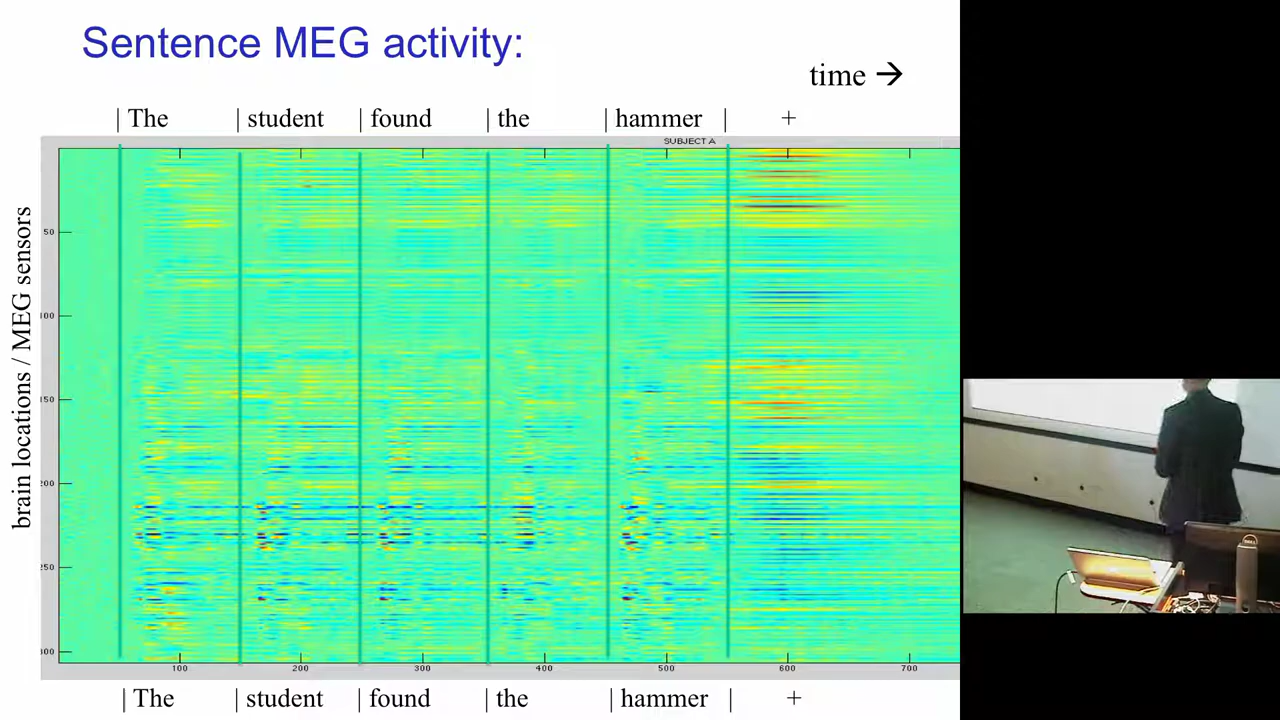 Sentence MEG activity:
time →
| The | student | found | the | hammer | +
SUBJECT A
brain locations / MEG sensors
50
100
150
200
250
300
100 200 300 400 500 600 700
| The | student | found | the | hammer | +
DELL